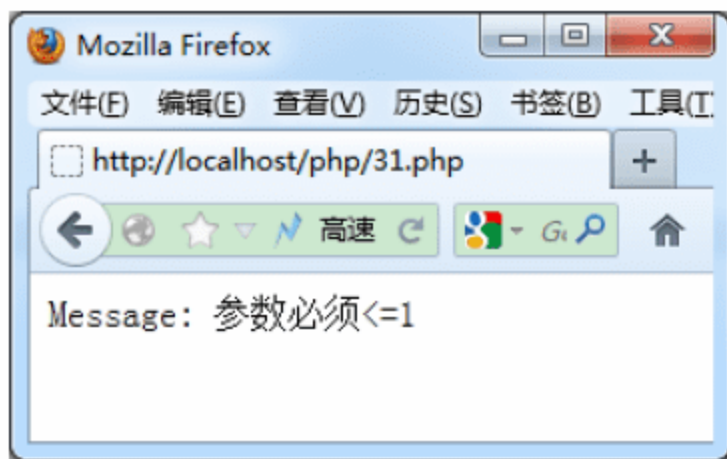 Mozilla Firefox
文件(F) 编辑(E) 查看(V) 历史(S) 书签(B) 工具(T
http://localhost/php/31.php
高速
Message: 参数必须<=1